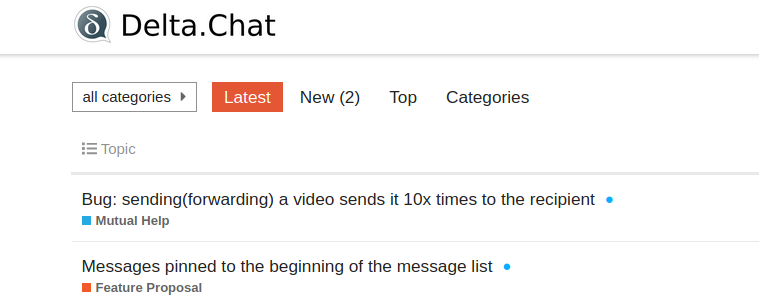 δ Delta.Chat
all categories Latest New (2) Top Categories
Topic
Bug: sending(forwarding) a video sends it 10x times to the recipient
Mutual Help
Messages pinned to the beginning of the message list
Feature Proposal